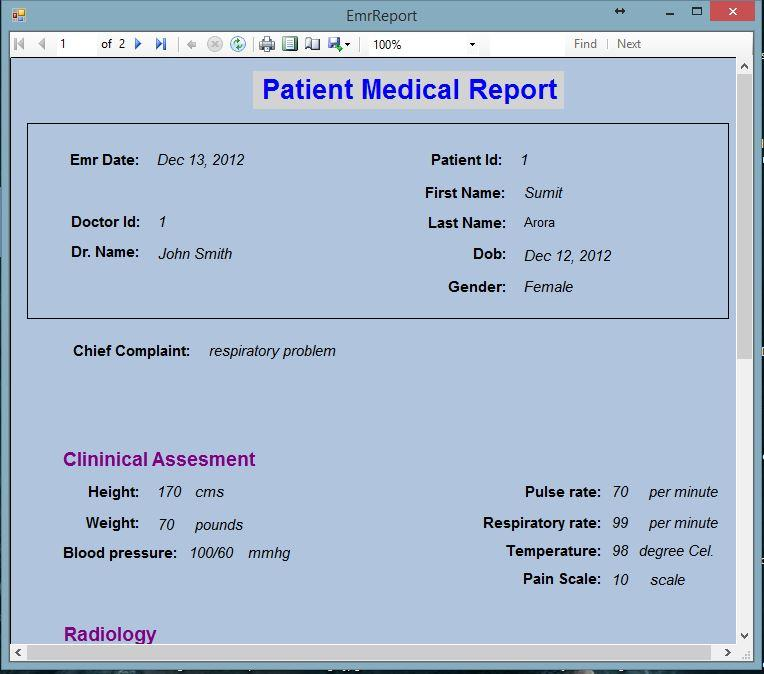 EmrReport
1 of 2 100% Find | Next
Patient Medical Report
Emr Date: Dec 13, 2012 Patient Id: 1
First Name: Sumit
Doctor Id: 1 Last Name: Arora
Dr. Name: John Smith Dob: Dec 12, 2012
Gender: Female
Chief Complaint: respiratory problem
Clininical Assesment
Height: 170 cms Pulse rate: 70 per minute
Weight: 70 pounds Respiratory rate: 99 per minute
Blood pressure: 100/60 mmhg Temperature: 98 degree Cel.
Pain Scale: 10 scale
Radiology